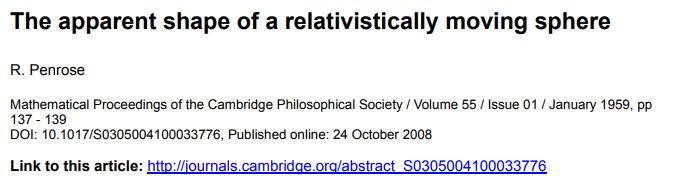 The apparent shape of a relativistically moving sphere
R. Penrose
Mathematical Proceedings of the Cambridge Philosophical Society / Volume 55 / Issue 01 / January 1959, pp
137 - 139
DOI: 10.1017/S0305004100033776, Published online: 24 October 2008
Link to this article: http://journals.cambridge.org/abstract_S0305004100033776